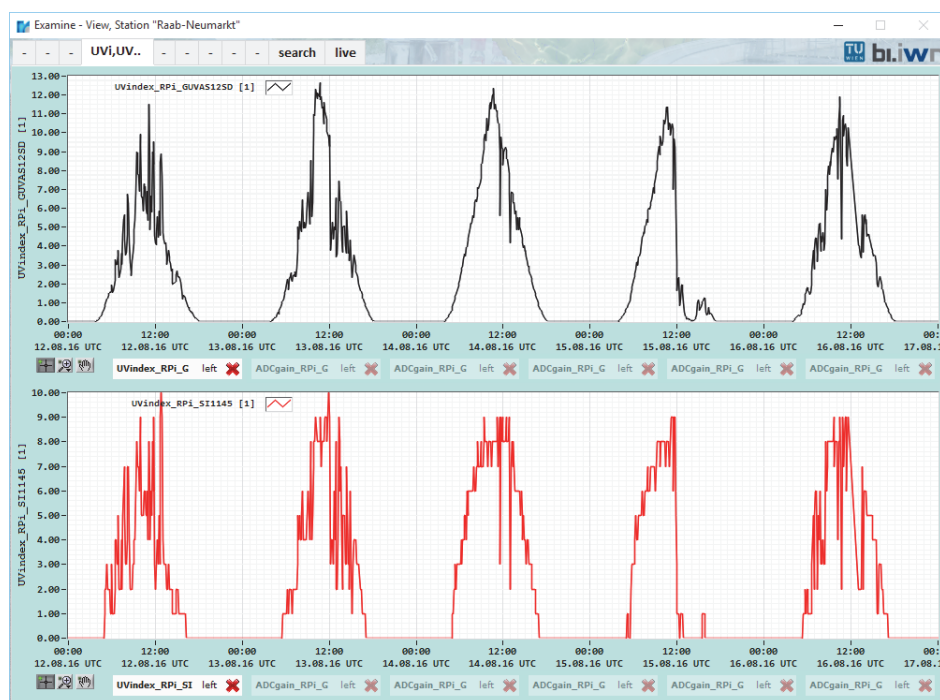 Examine - View, Station "Raab-Neumarkt"
- - - UVi,UV.. - - - - - search live
TU WIEN
UVindex_RPi_GUVAS12SD [1]
UVindex_RPi_GUVAS12SD [1]
13.00
12.00
11.00
10.00
9.00
8.00
7.00
6.00
5.00
4.00
3.00
2.00
1.00
0.00
00:00 12:00 00:00 12:00 00:00 12:00 00:00 12:00 00:00 12:00 00:00
12.08.16 UTC 12.08.16 UTC 13.08.16 UTC 13.08.16 UTC 14.08.16 UTC 14.08.16 UTC 15.08.16 UTC 15.08.16 UTC 16.08.16 UTC 16.08.16 UTC 17.08.1
UVindex_RPi_G left ADCgain_RPi_G left ADCgain_RPi_G left ADCgain_RPi_G left ADCgain_RPi_G left ADCgain_RPi_G left
UVindex_RPi_SI1145 [1]
UVindex_RPi_SI1145 [1]
10.00
9.00
8.00
7.00
6.00
5.00
4.00
3.00
2.00
1.00
0.00
00:00 12:00 00:00 12:00 00:00 12:00 00:00 12:00 00:00 12:00 00:00
12.08.16 UTC 12.08.16 UTC 13.08.16 UTC 13.08.16 UTC 14.08.16 UTC 14.08.16 UTC 15.08.16 UTC 15.08.16 UTC 16.08.16 UTC 16.08.16 UTC 17.08.1
UVindex_RPi_SI left ADCgain_RPi_G left ADCgain_RPi_G left ADCgain_RPi_G left ADCgain_RPi_G left ADCgain_RPi_G left